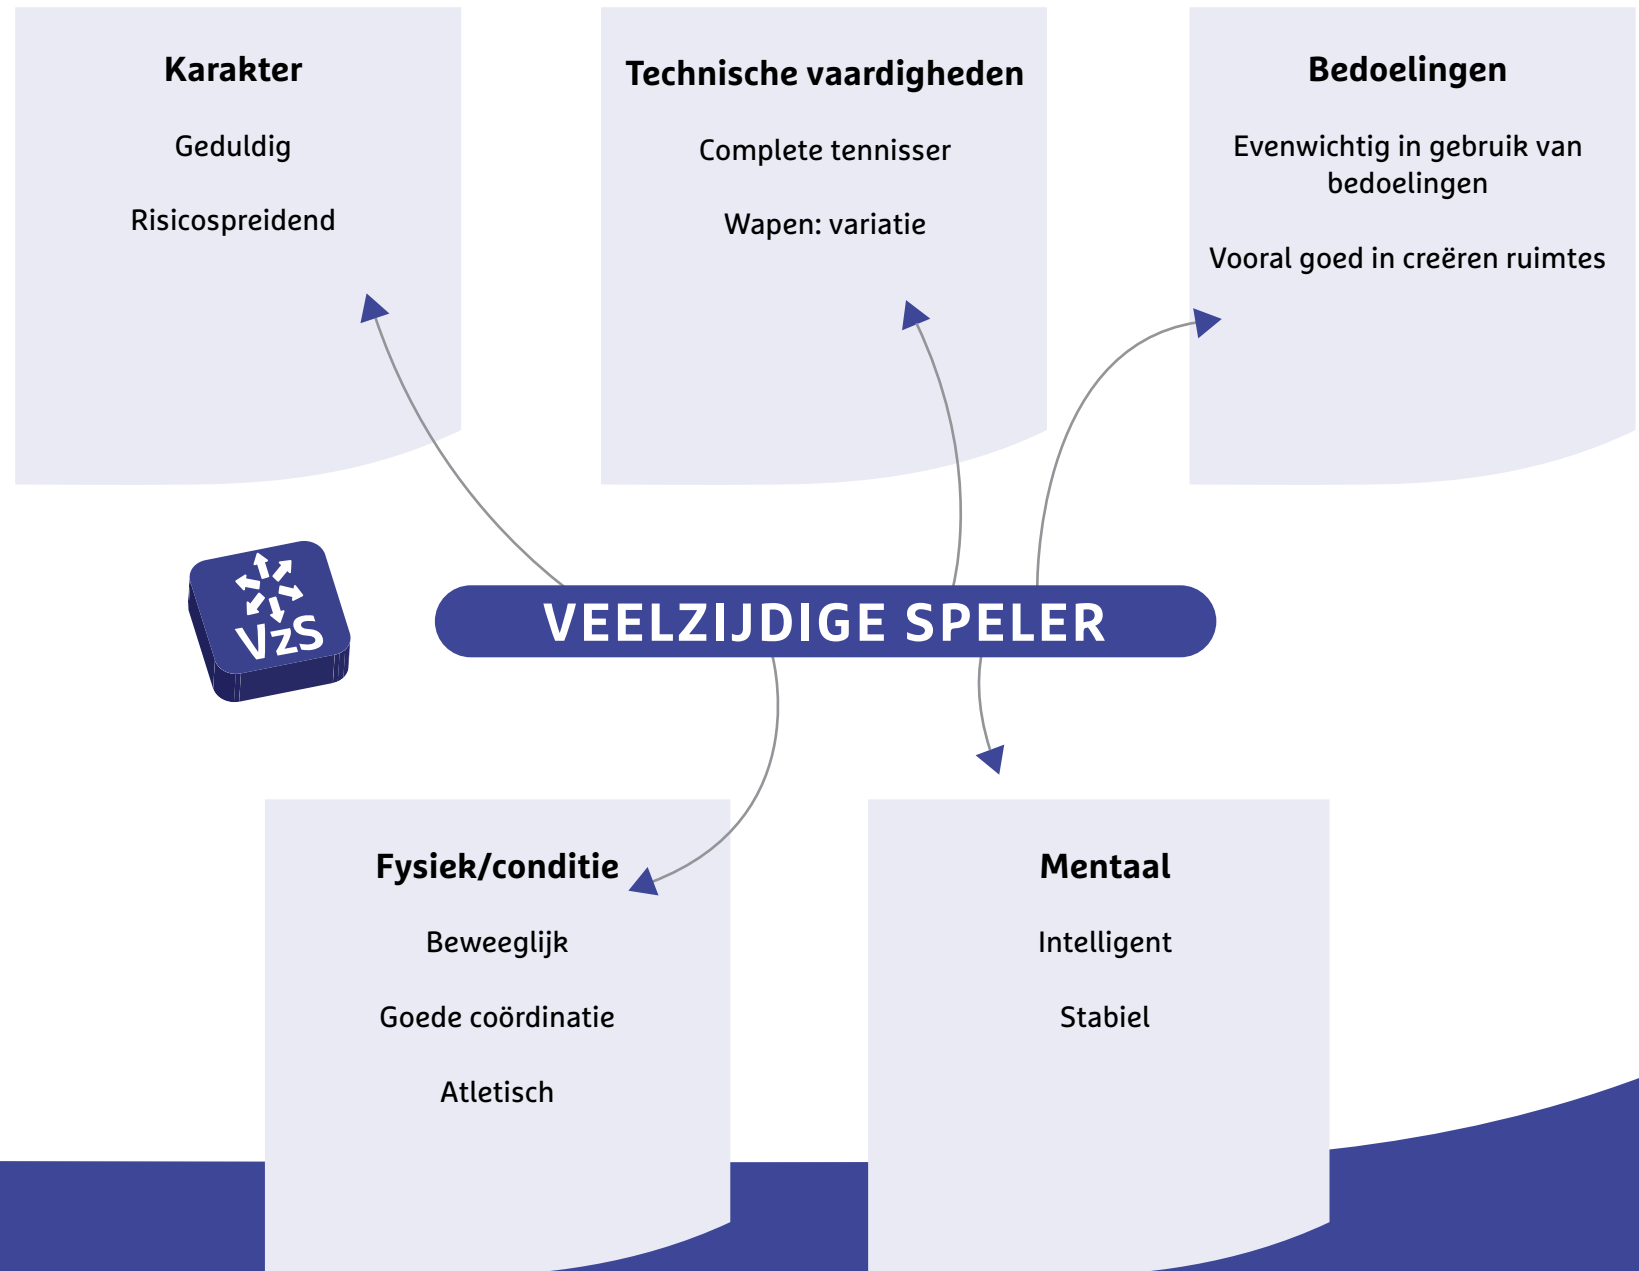 Karakter
Geduldig
Risicospreidend
Technische vaardigheden
Complete tennisser
Wapen: variatie
Bedoelingen
Evenwichtig in gebruik van
bedoelingen
Vooral goed in creëren ruimtes
VzS
VEELZIJDIGE SPELER
Fysiek/conditie
Beweeglijk
Goede coördinatie
Atletisch
Mentaal
Intelligent
Stabiel